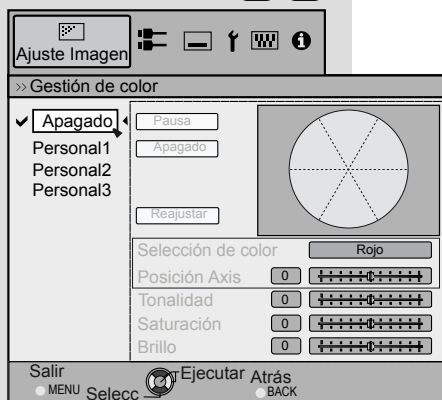 Ajuste Imagen
>> Gestión de color
Apagado
Personal1
Personal2
Personal3
Pausa
Apagado
Reajustar
Selección de color Rojo
Posición Axis 0
Tonalidad 0
Saturación 0
Brillo 0
Salir
MENU
Selecc
Ejecutar
Atrás
BACK